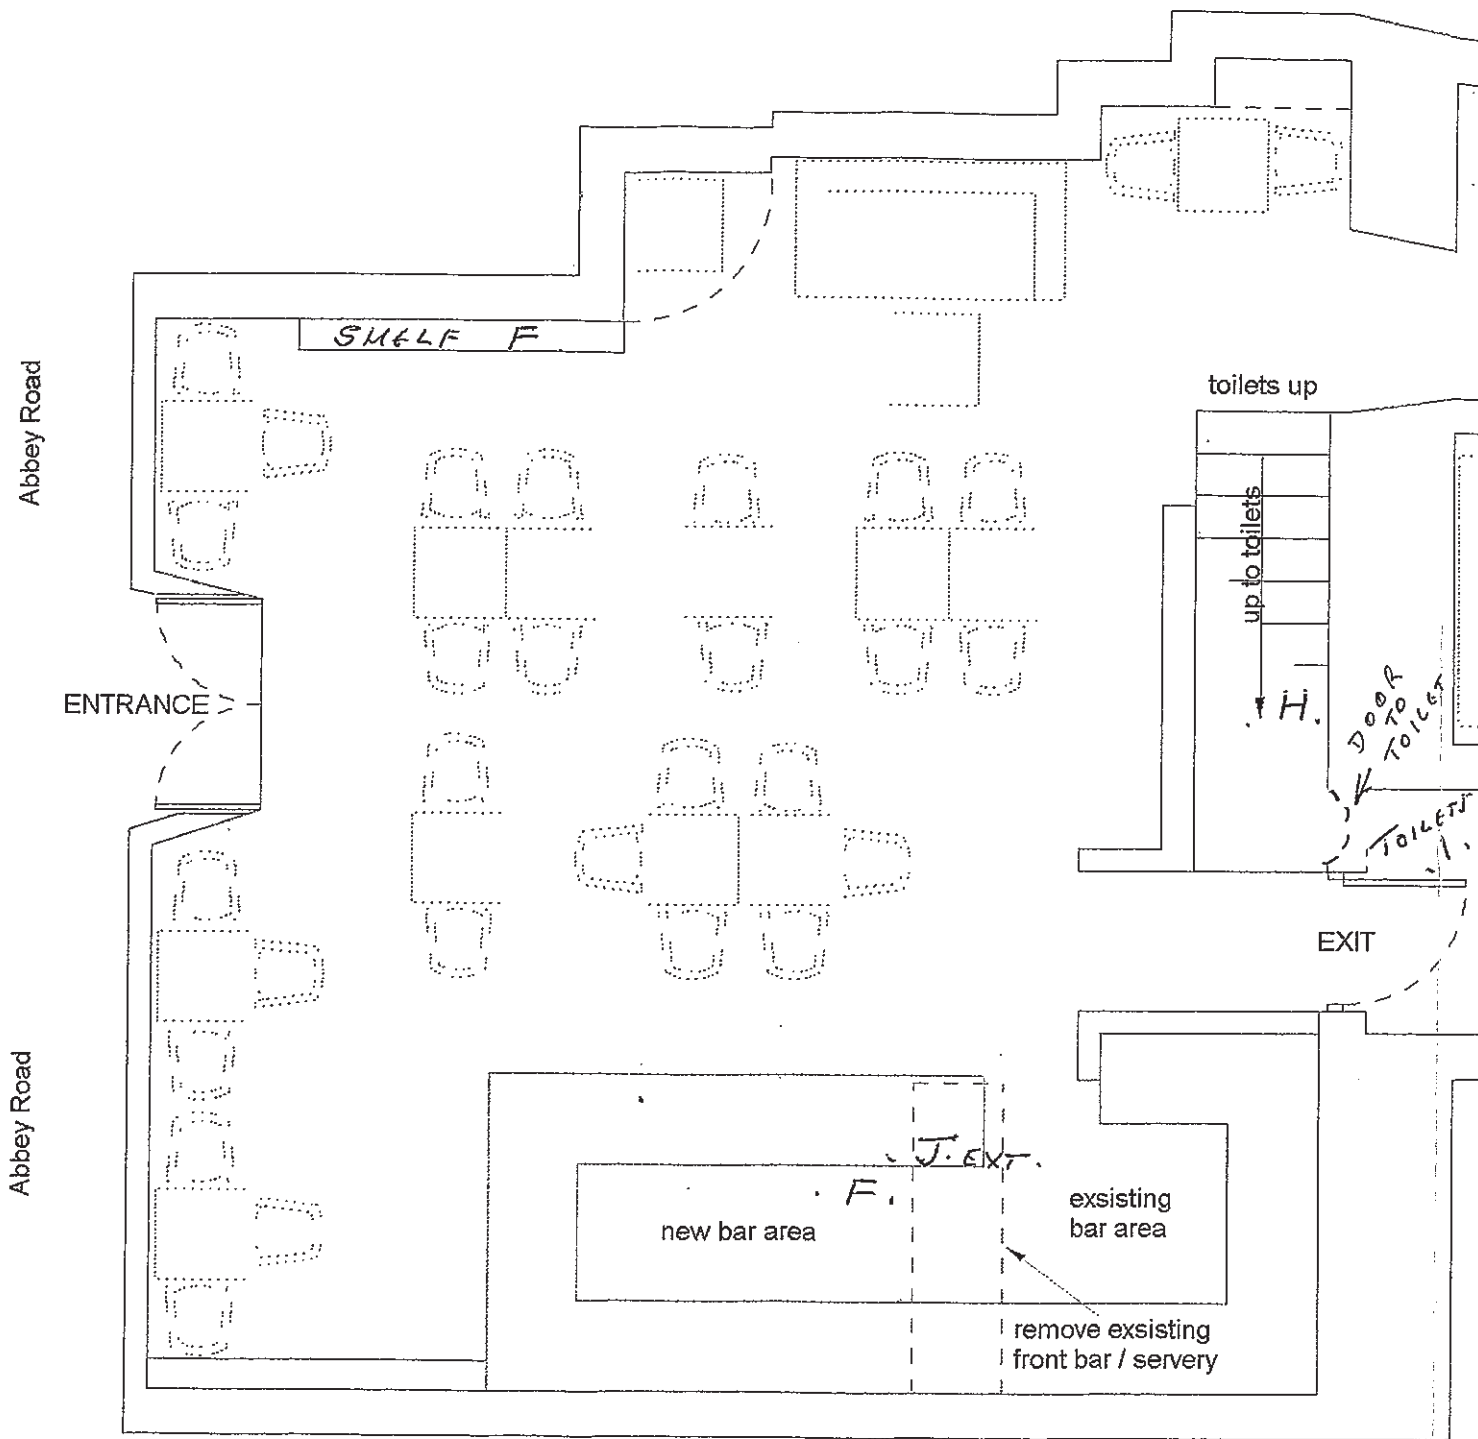 SHELF F
Abbey Road
toilets up
up to toilets
ENTRANCE
. H.
DOOR
TO
TOILET
TOILETS
. I.
EXIT
Abbey Road
. J. EXT.
. F.
new bar area
exsisting
bar area
remove exsisting
front bar / servery